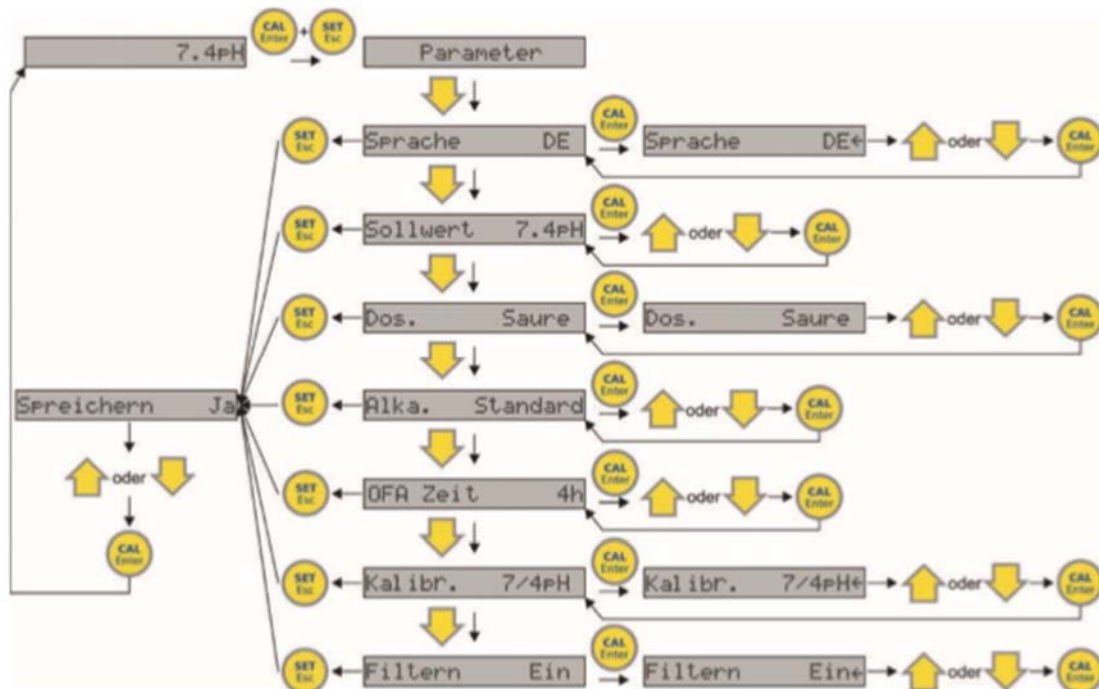 7.4pH CAL Enter + SET Esc Parameter
SET Esc Sprache DE CAL Enter Sprache DE← oder CAL Enter
SET Esc Sollwert 7.4pH CAL Enter oder CAL Enter
SET Esc Dos. Saure CAL Enter Dos. Saure oder CAL Enter
Spreichern Ja SET Esc Alka. Standard CAL Enter oder CAL Enter
oder SET Esc OFA Zeit 4h CAL Enter oder CAL Enter
CAL Enter SET Esc Kalibr. 7/4pH CAL Enter Kalibr. 7/4pH← oder CAL Enter
SET Esc Filtern Ein CAL Enter Filtern Ein← oder CAL Enter